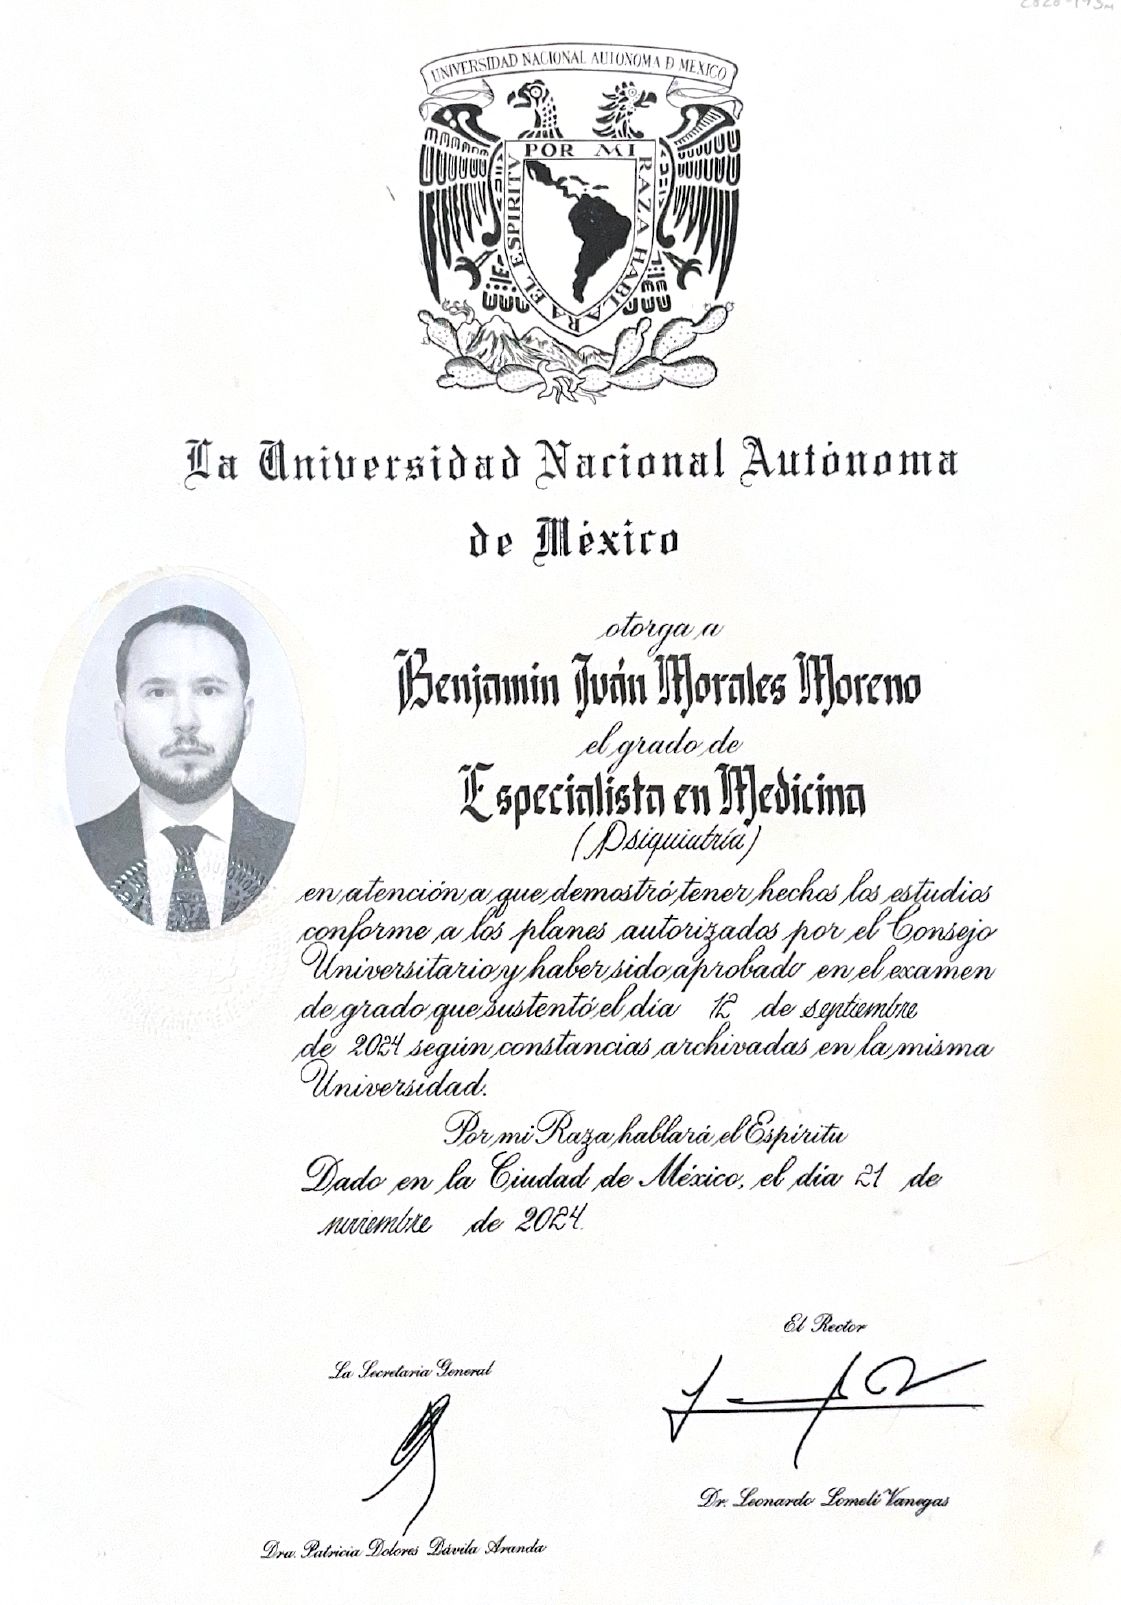 UNIVERSIDAD NACIONAL AUTONOMA D MEXICO
POR MI RAZA HABLARA EL ESPIRITU
La Universidad Nacional Autónoma
de México
otorga a
Benjamín Iván Morales Moreno
el grado de
Especialista en Medicina
(Psiquiatría)
en atención a que demostró tener hechos los estudios
conforme a los planes autorizados por el Consejo
Universitario y haber sido aprobado en el examen
de grado que sustentó el día 12 de septiembre
de 2024 según constancias archivadas en la misma
Universidad.
Por mi Raza hablará el Espíritu
Dado en la Ciudad de México, el día 21 de
noviembre de 2024.
El Rector
La Secretaria General
Dr. Leonardo Lomelí Vanegas
Dra. Patricia Dolores Dávila Aranda